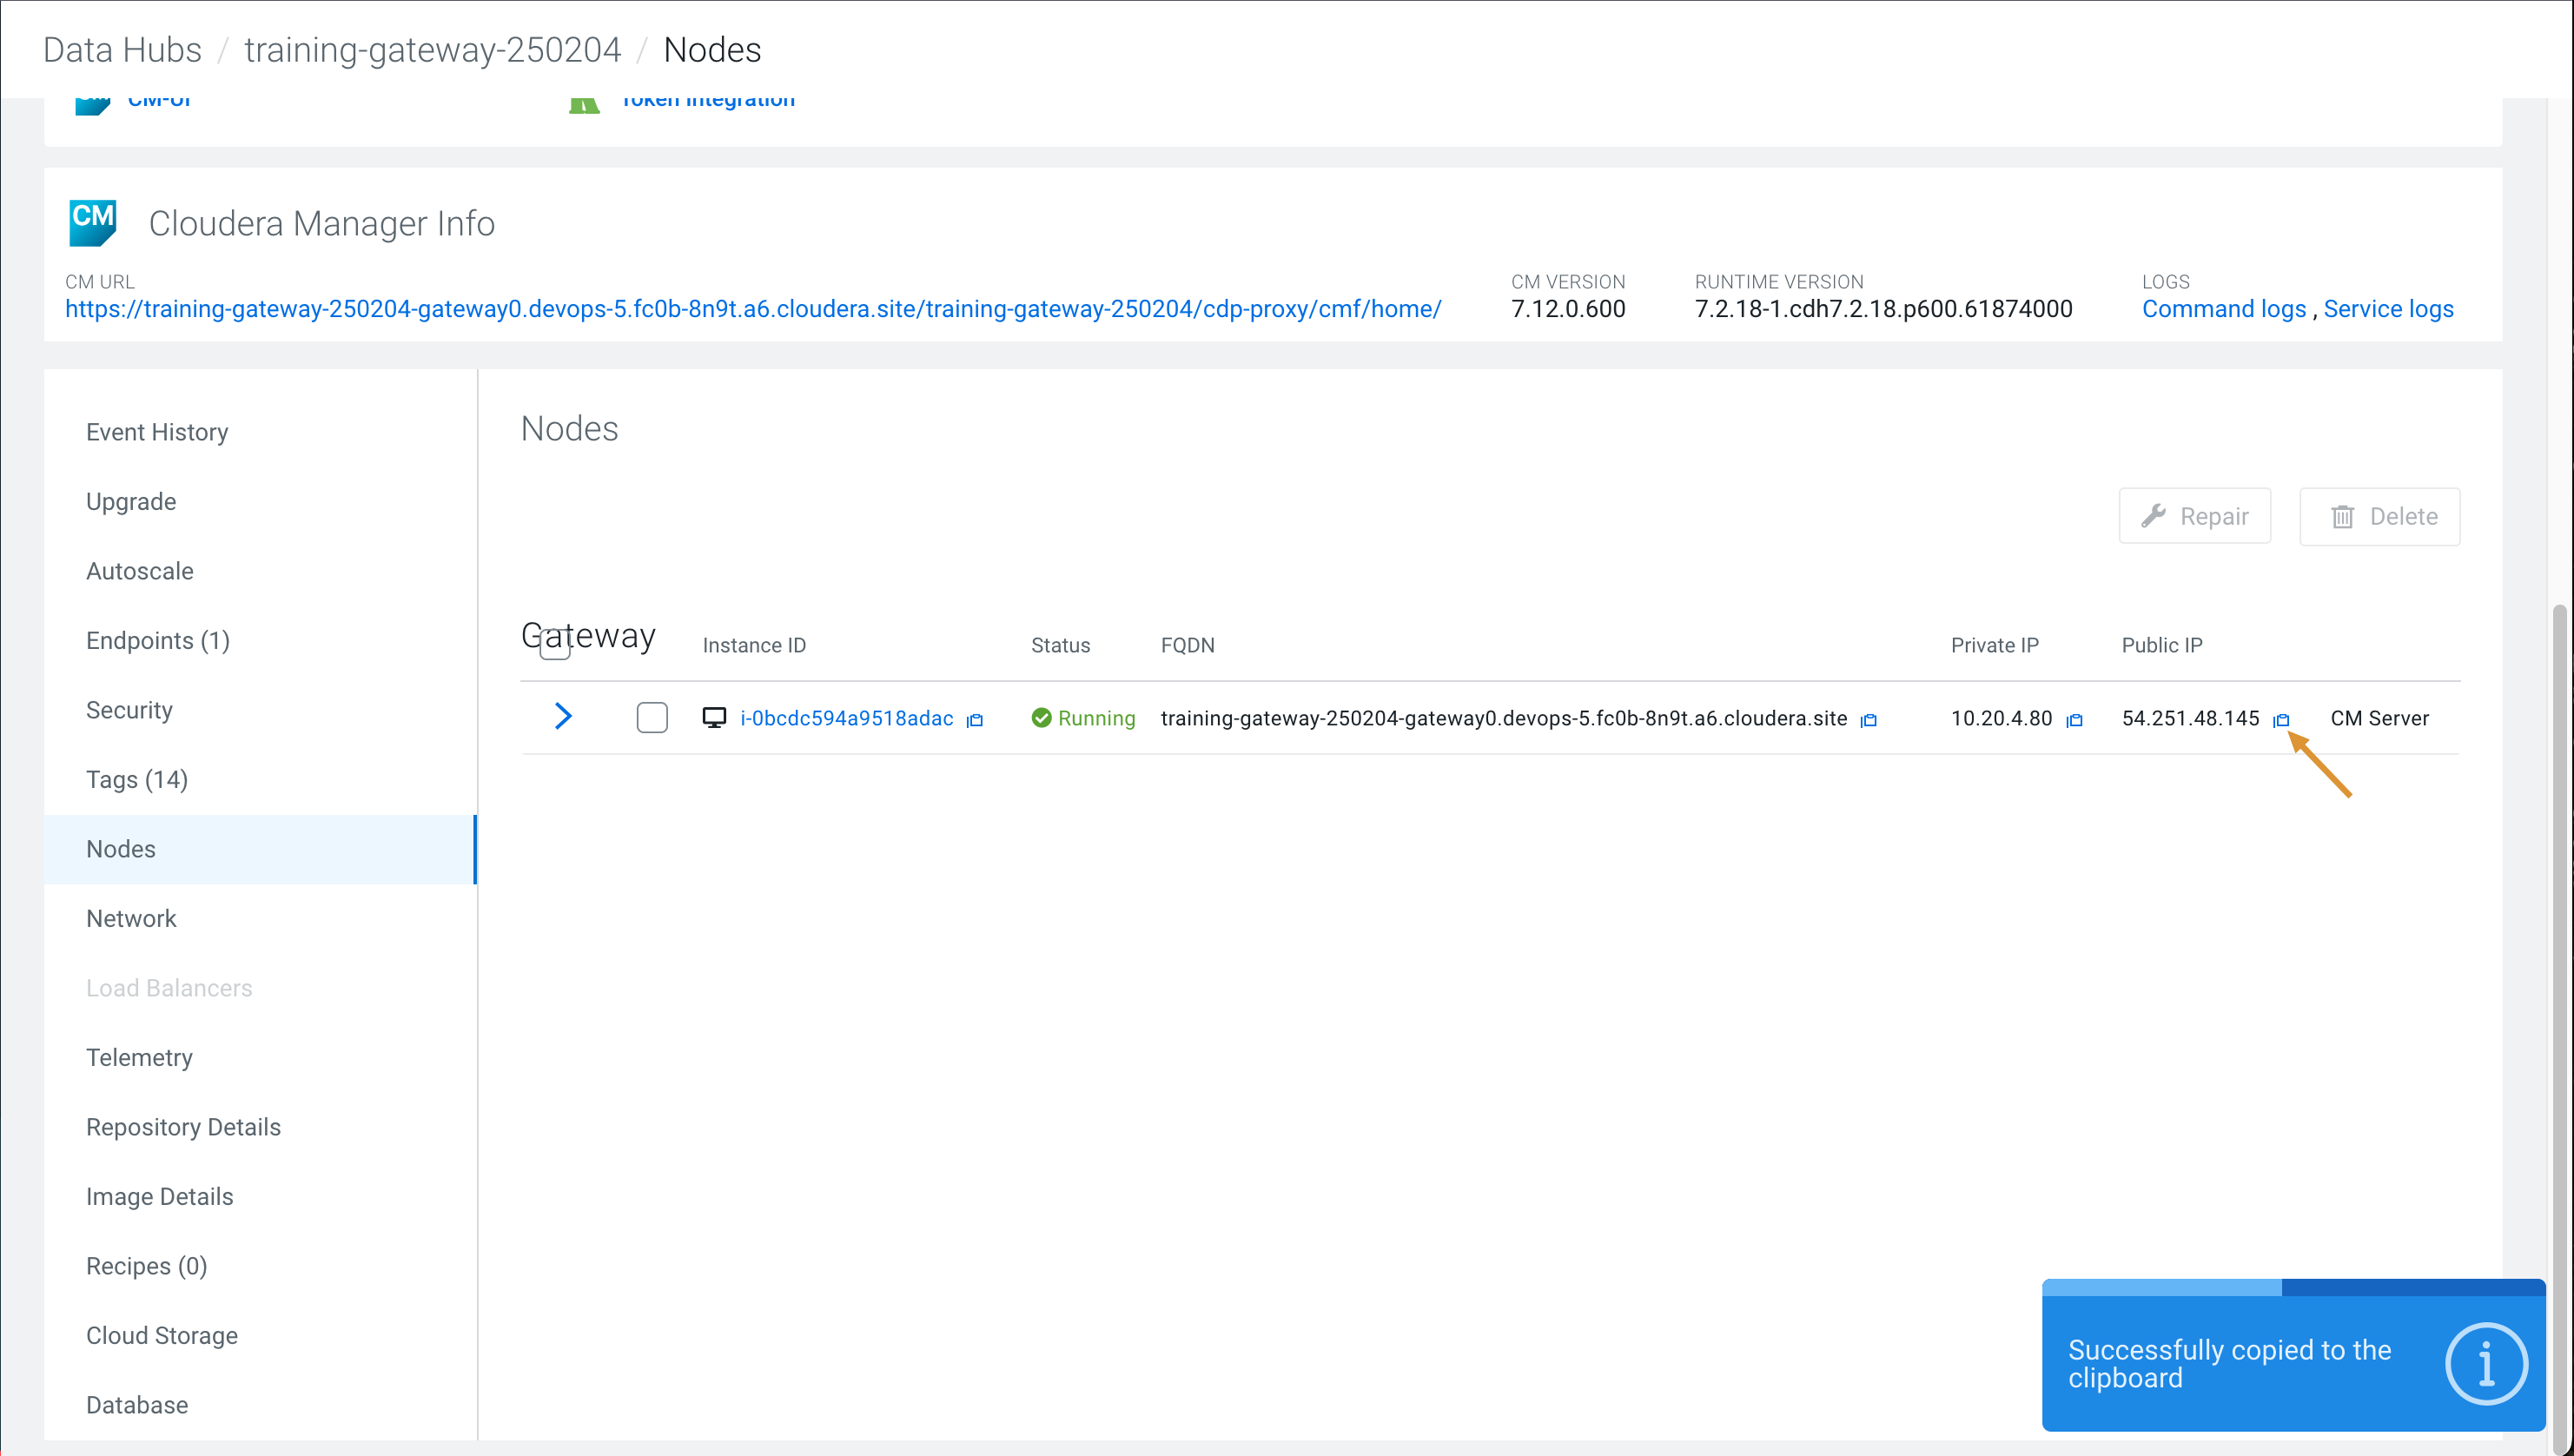 Data Hubs / training-gateway-250204 / Nodes
CM-UI
Token Integration
CM Cloudera Manager Info
CM URL
https://training-gateway-250204-gateway0.devops-5.fc0b-8n9t.a6.cloudera.site/training-gateway-250204/cdp-proxy/cmf/home/
CM VERSION
7.12.0.600
RUNTIME VERSION
7.2.18-1.cdh7.2.18.p600.61874000
LOGS
Command logs , Service logs
Event History
Upgrade
Autoscale
Endpoints (1)
Security
Tags (14)
Nodes
Network
Load Balancers
Telemetry
Repository Details
Image Details
Recipes (0)
Cloud Storage
Database
Nodes
Repair
Delete
Gateway
Instance ID Status FQDN Private IP Public IP
i-0bcdc594a9518adac Running training-gateway-250204-gateway0.devops-5.fc0b-8n9t.a6.cloudera.site 10.20.4.80 54.251.48.145 CM Server
Successfully copied to the
clipboard